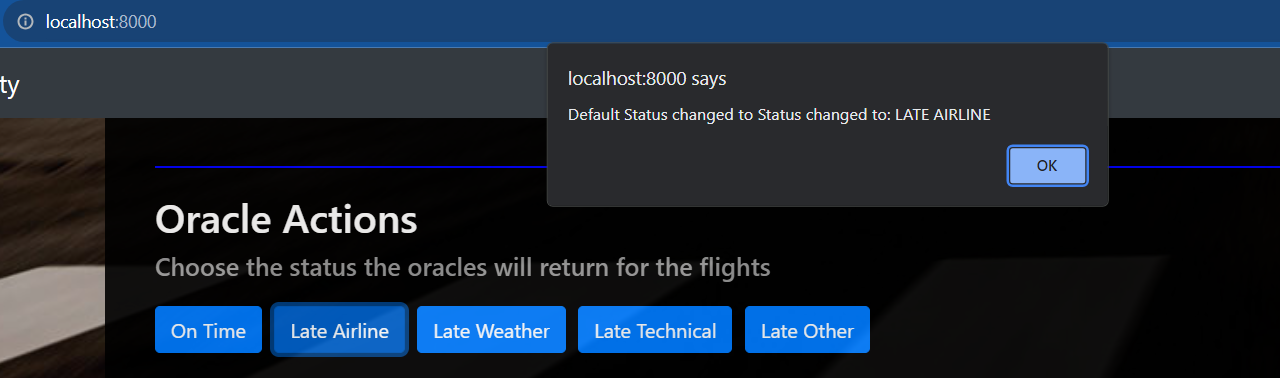 localhost:8000
ty
localhost:8000 says
Default Status changed to Status changed to: LATE AIRLINE
OK
Oracle Actions
Choose the status the oracles will return for the flights
On Time
Late Airline
Late Weather
Late Technical
Late Other